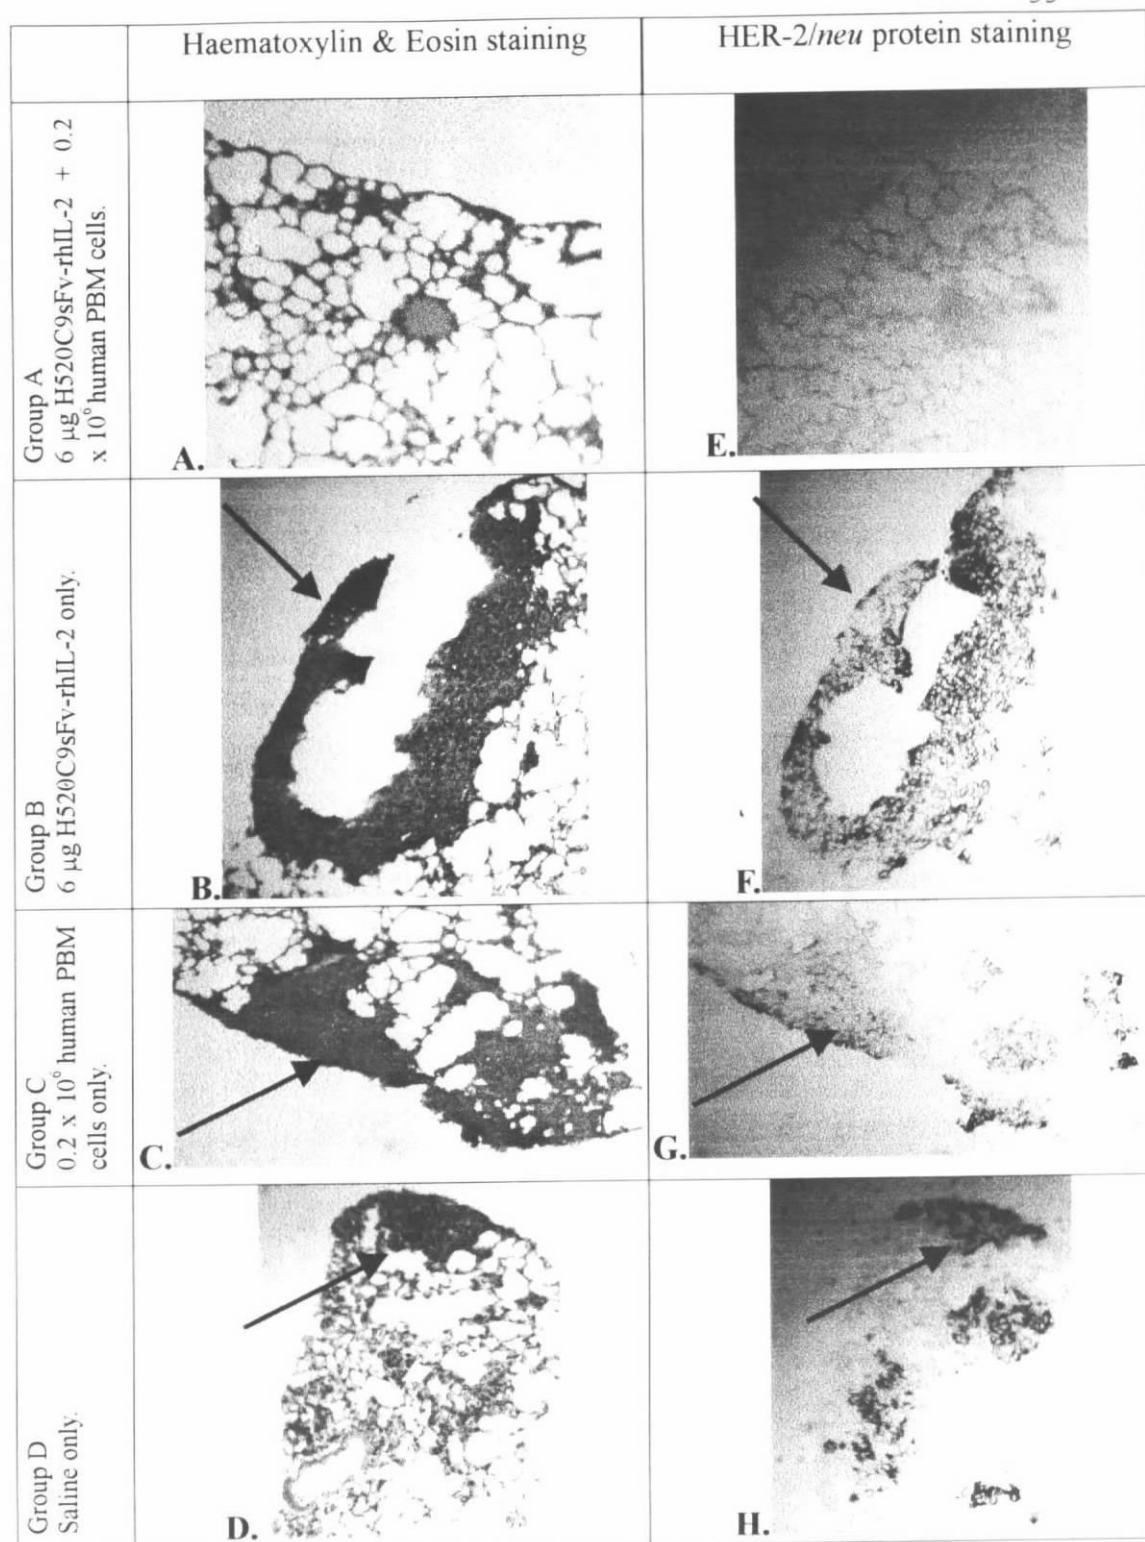 Haematoxylin & Eosin staining
HER-2/neu protein staining
Group A
6 µg H520C9sFv-rhIL-2 + 0.2
x 10⁶ human PBM cells.
A.
E.
Group B
6 µg H520C9sFv-rhIL-2 only.
B.
F.
Group C
0.2 x 10⁶ human PBM
cells only.
C.
G.
Group D
Saline only.
D.
H.